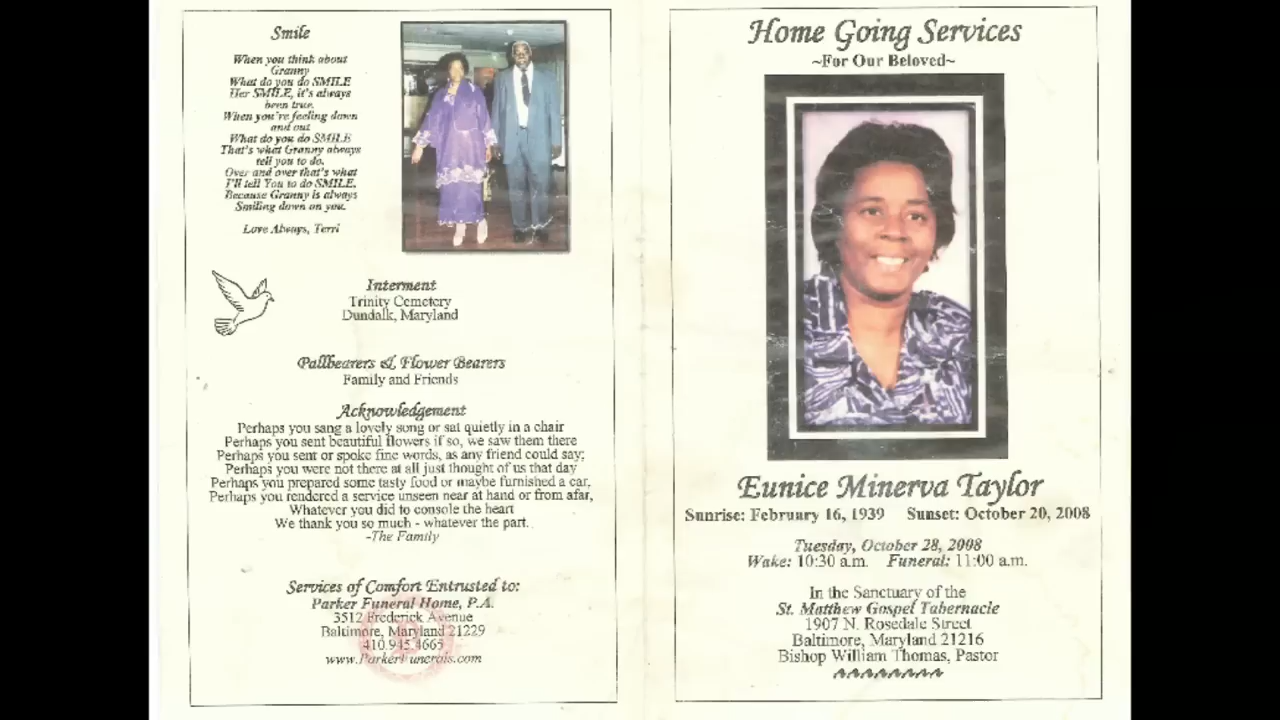 Smile
When you think about
Granny
What do you do SMILE
Her SMILE, it's always
been true.
When you're feeling down
and out
What do you do SMILE
That's what Granny always
tell you to do.
Over and over that's what
I'll tell You to do SMILE.
Because Granny is always
Smiling down on you.
Love Always, Terri
Interment
Trinity Cemetery
Dundalk, Maryland
Pallbearers & Flower Bearers
Family and Friends
Acknowledgement
Perhaps you sang a lovely song or sat quietly in a chair
Perhaps you sent beautiful flowers if so, we saw them there
Perhaps you sent or spoke fine words, as any friend could say;
Perhaps you were not there at all just thought of us that day
Perhaps you prepared some tasty food or maybe furnished a car,
Perhaps you rendered a service unseen near at hand or from afar,
Whatever you did to console the heart
We thank you so much - whatever the part.
-The Family
Services of Comfort Entrusted to:
Parker Funeral Home, P.A.
3512 Frederick Avenue
Baltimore, Maryland 21229
410.945.4663
www.ParkerFunerals.com
Home Going Services
~For Our Beloved~
Eunice Minerva Taylor
Sunrise: February 16, 1939 Sunset: October 20, 2008
Tuesday, October 28, 2008
Wake: 10:30 a.m. Funeral: 11:00 a.m.
In the Sanctuary of the
St. Matthew Gospel Tabernacle
1907 N. Rosedale Street
Baltimore, Maryland 21216
Bishop William Thomas, Pastor